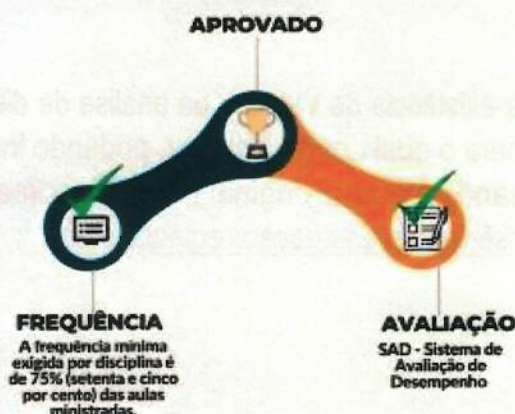 APROVADO
FREQUÊNCIA
A frequência mínima
exigida por disciplina é
de 75% (setenta e cinco
por cento) das aulas
ministradas.
AVALIAÇÃO
SAD - Sistema de
Avaliação de
Desempenho